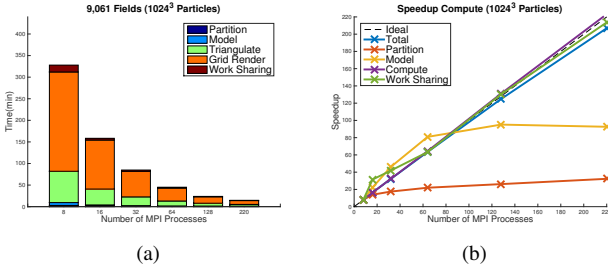 9,061 Fields (1024³ Particles)
Partition
Model
Triangulate
Grid Render
Work Sharing
Time(min)
400
350
300
250
200
150
100
50
0
8 16 32 64 128 220
Number of MPI Processes
(a)
Speedup Compute (1024³ Particles)
Ideal
Total
Partition
Model
Compute
Work Sharing
Speedup
220
200
180
160
140
120
100
80
60
40
20
0
0 20 40 60 80 100 120 140 160 180 200 220
Number of MPI Processes
(b)